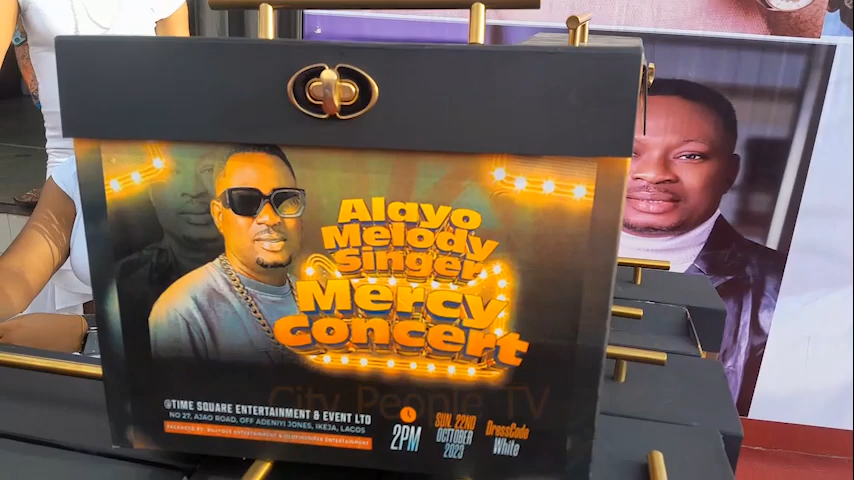 Alayo
Melody
Singer
Mercy
Concert
City People TV
@TIME SQUARE ENTERTAINMENT & EVENT LTD
NO 27, AJAO ROAD, OFF ADENIYI JONES, IKEJA, LAGOS
2PM
SUN. 22ND
OCTTOBER
2023
DressCode
White